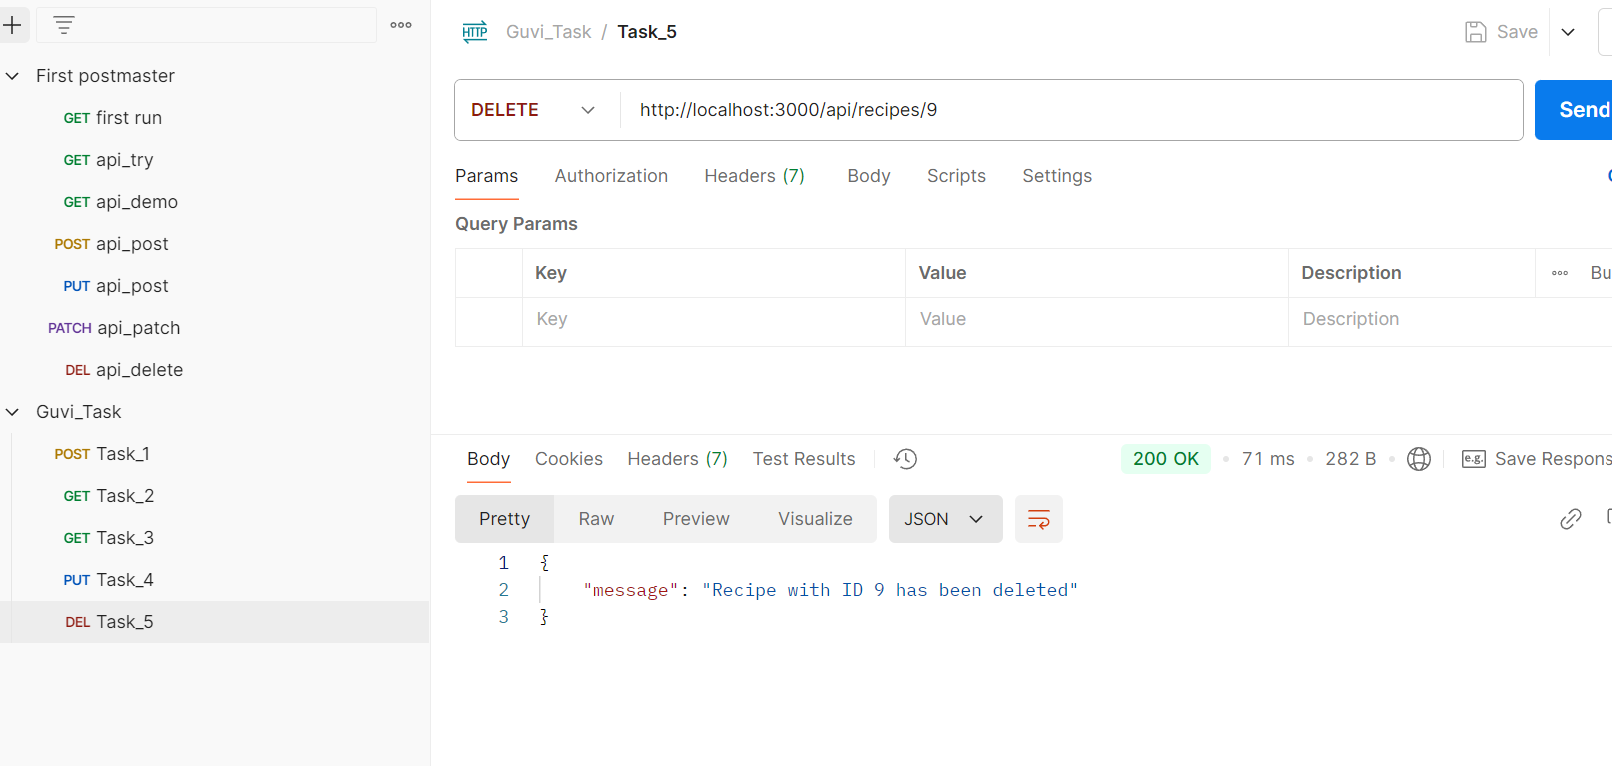 First postmaster
GET first run
GET api_try
GET api_demo
POST api_post
PUT api_post
PATCH api_patch
DEL api_delete
Guvi_Task
POST Task_1
GET Task_2
GET Task_3
PUT Task_4
DEL Task_5
HTTP Guvi_Task / Task_5
Save
DELETE http://localhost:3000/api/recipes/9
Send
Params Authorization Headers (7) Body Scripts Settings
Query Params
Key Value Description Bu
Key Value Description
Body Cookies Headers (7) Test Results 200 OK 71 ms 282 B e.g. Save Respons
Pretty Raw Preview Visualize JSON
1 {
2 "message": "Recipe with ID 9 has been deleted"
3 }